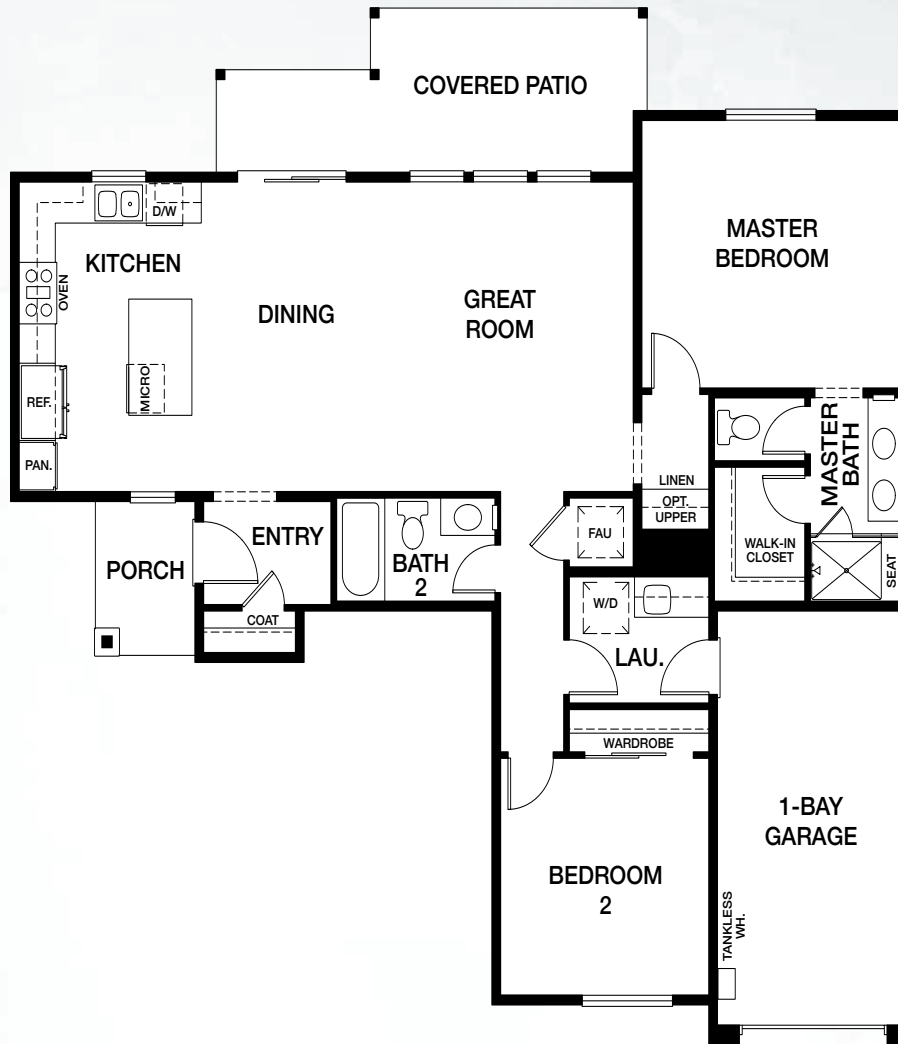 COVERED PATIO
D/W
KITCHEN
OVEN
MASTER
BEDROOM
DINING
GREAT
ROOM
MICRO
REF.
PAN.
LINEN
OPT.
UPPER
MASTER
BATH
ENTRY
PORCH
BATH
2
FAU
WALK-IN
CLOSET
SEAT
COAT
W/D
LAU.
WARDROBE
1-BAY
GARAGE
BEDROOM
2
TANKLESS
WH.